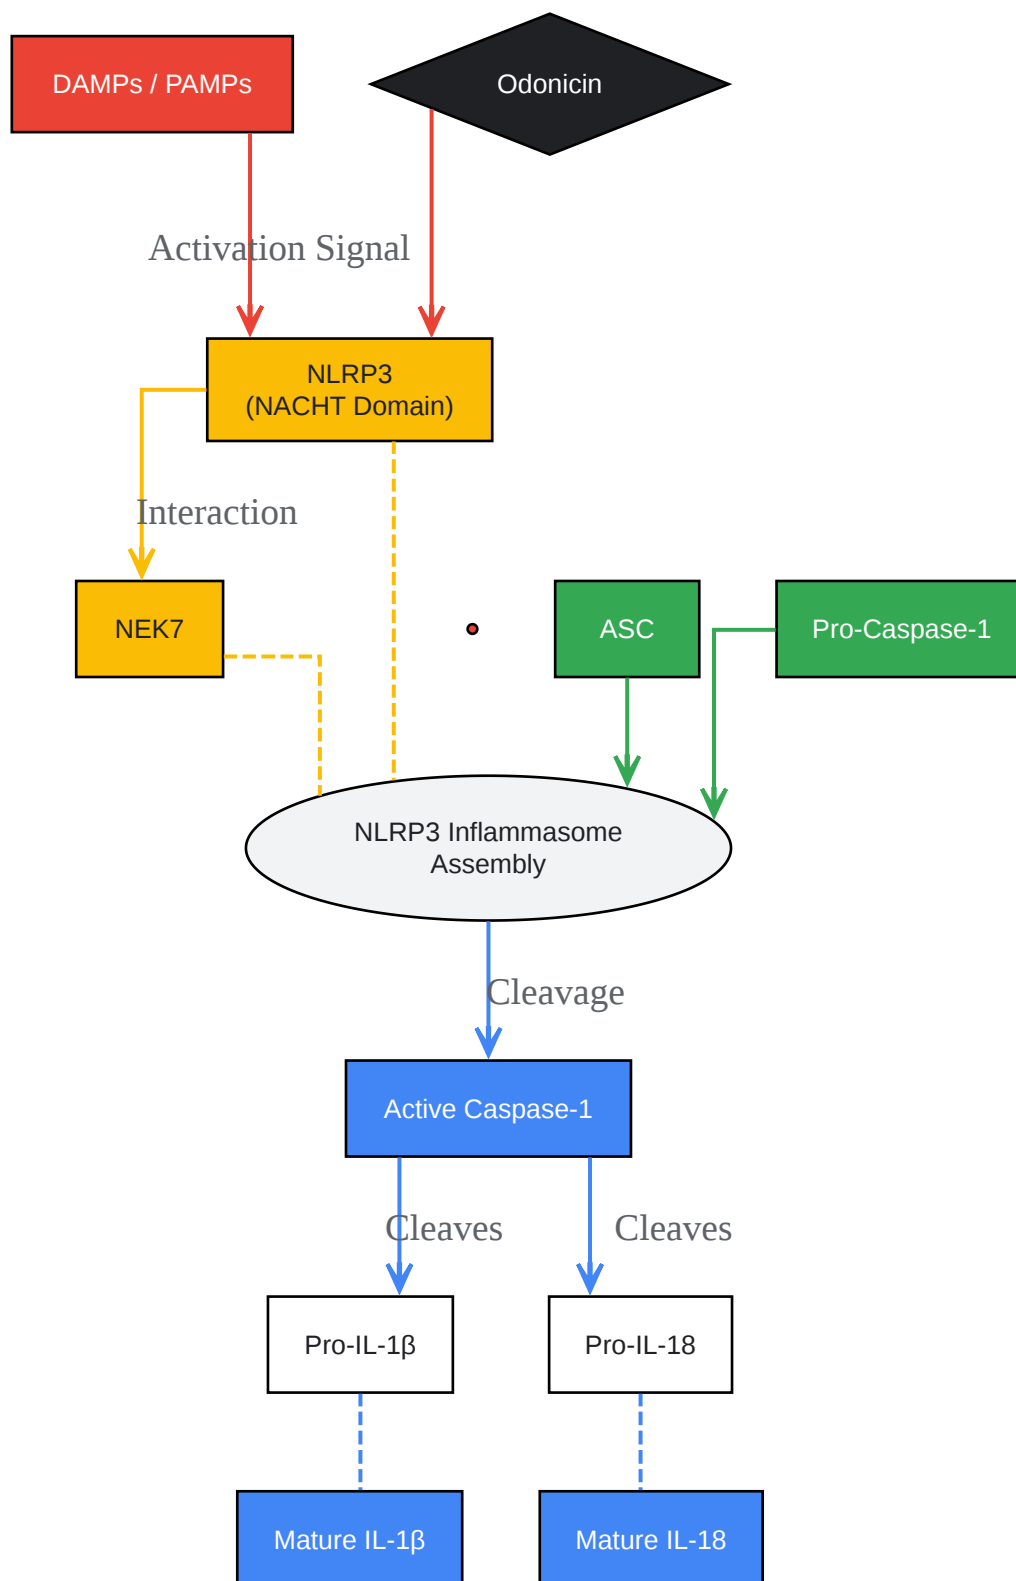 DAMPs / PAMPs
Odonicin
Activation Signal
NLRP3
(NACHT Domain)
Interaction
NEK7
ASC
Pro-Caspase-1
NLRP3 Inflammasome
Assembly
Cleavage
Active Caspase-1
Cleaves
Cleaves
Pro-IL-1β
Pro-IL-18
Mature IL-1β
Mature IL-18